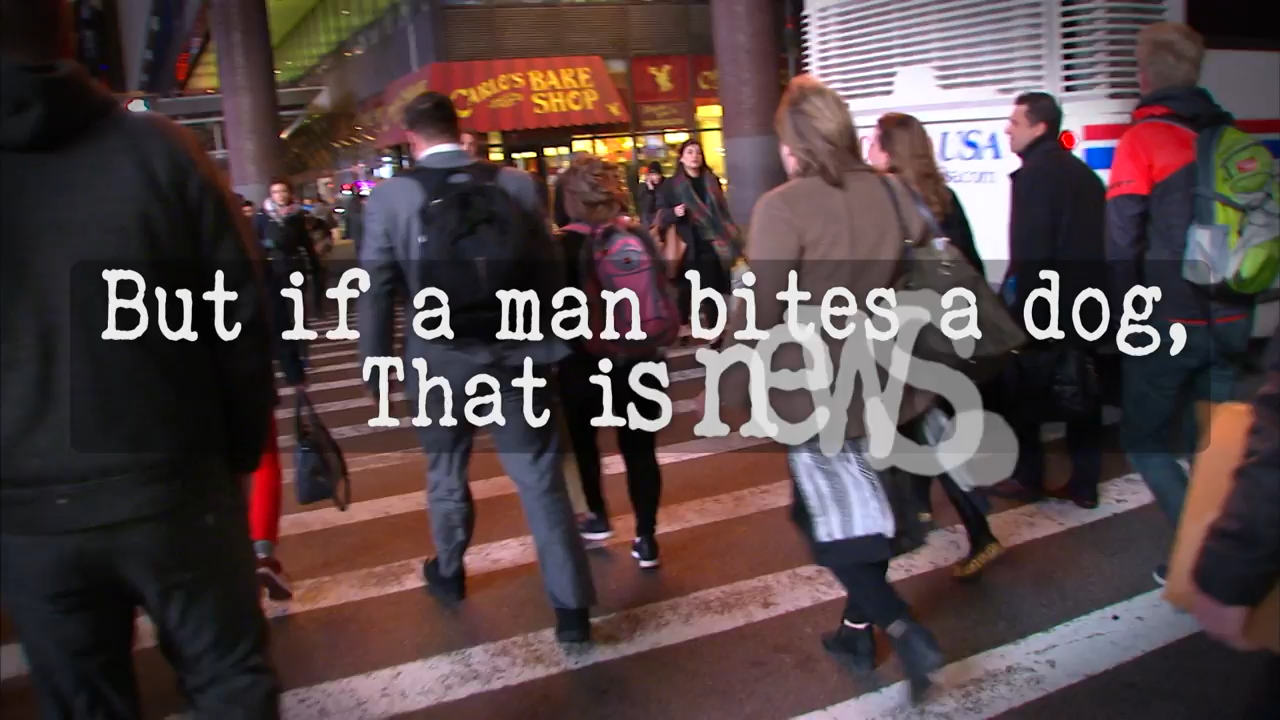 CARLO'S BAKE
SHOP
USA
But if a man bites a dog,
That is news.